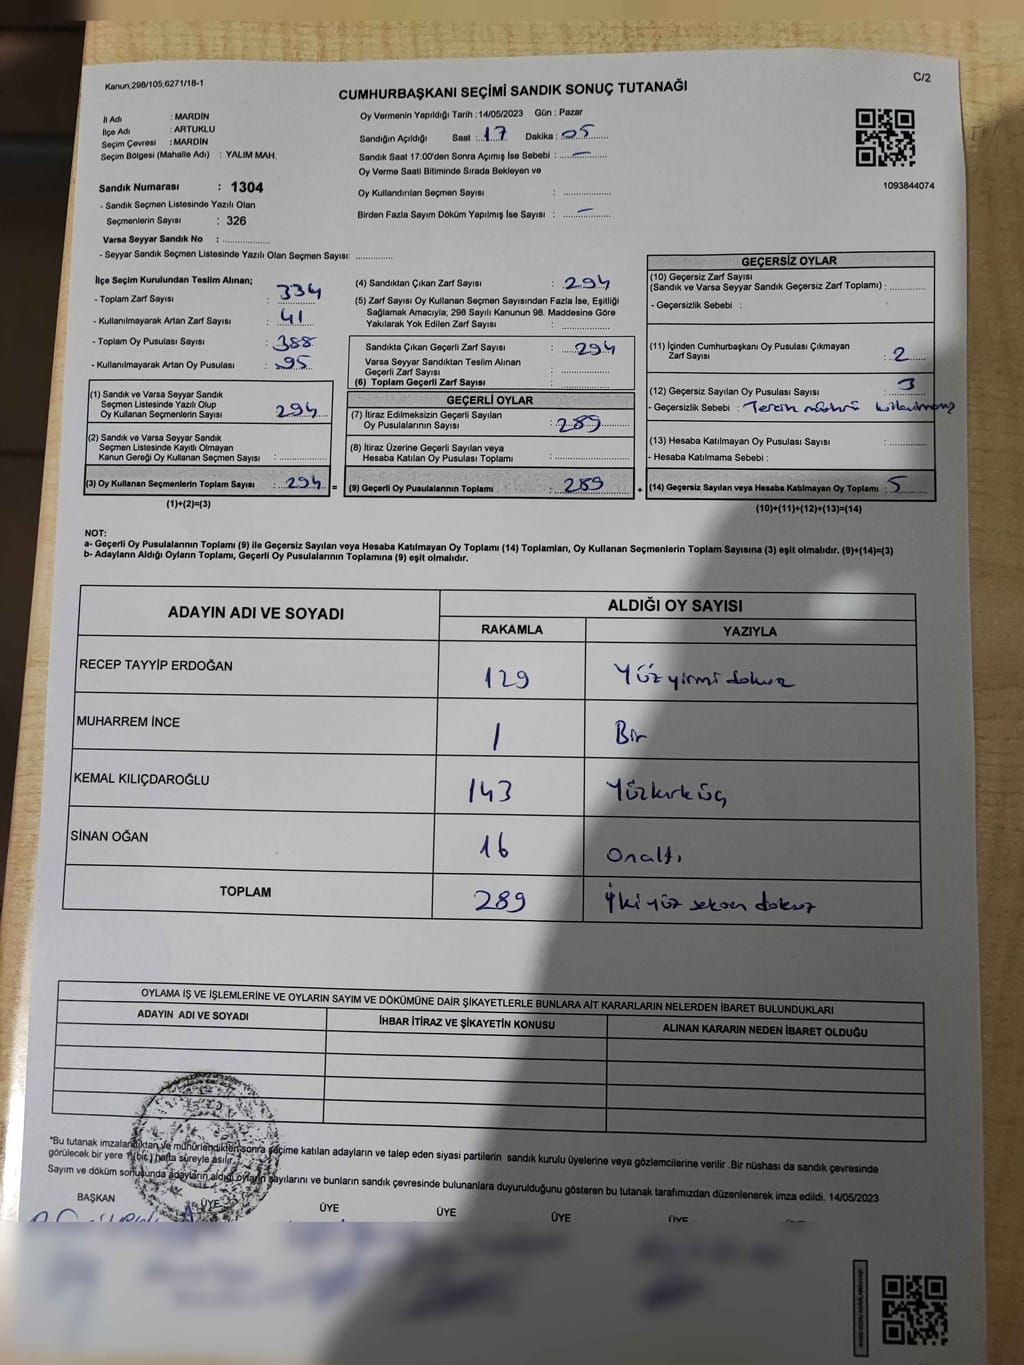 Kanun,298/105,6271/16-1
C/2
CUMHURBAŞKANI SEÇİMİ SANDIK SONUÇ TUTANAĞI
İl Adı : MARDİN
İlçe Adı : ARTUKLU
Seçim Çevresi : MARDİN
Seçim Bölgesi (Mahalle Adı) : YALIM MAH.
Sandık Numarası : 1304
- Sandık Seçmen Listesinde Yazılı Olan
Seçmenlerin Sayısı : 326
Varsa Seyyar Sandık No : ................
- Seyyar Sandık Seçmen Listesinde Yazılı Olan Seçmen Sayısı: ............
Oy Vermenin Yapıldığı Tarih :14/05/2023 Gün : Pazar
Sandığın Açıldığı Saat : 17 Dakika : 05
Sandık Saat 17:00'den Sonra Açımış İse Sebebi : —
Oy Verme Saati Bitiminde Sırada Bekleyen ve
Oy Kullandırılan Seçmen Sayısı : ................
Birden Fazla Sayım Döküm Yapılmış İse Sayısı : —
1093844074
İlçe Seçim Kurulundan Teslim Alınan;
- Toplam Zarf Sayısı : 334
- Kullanılmayarak Artan Zarf Sayısı : 41
- Toplam Oy Pusulası Sayısı : 388
- Kullanılmayarak Artan Oy Pusulası : 95
(1) Sandık ve Varsa Seyyar Sandık
Seçmen Listesinde Yazılı Olup
Oy Kullanan Seçmenlerin Sayısı : 294
(2) Sandık ve Varsa Seyyar Sandık
Seçmen Listesinde Kayıtlı Olmayan
Kanun Gereği Oy Kullanan Seçmen Sayısı : ................
(3) Oy Kullanan Seçmenlerin Toplam Sayısı : 294 =
(1)+(2)=(3)
(4) Sandıktan Çıkan Zarf Sayısı : 294
(5) Zarf Sayısı Oy Kullanan Seçmen Sayısından Fazla İse, Eşitliği
Sağlamak Amacıyla; 298 Sayılı Kanunun 98. Maddesine Göre
Yakılarak Yok Edilen Zarf Sayısı : ................
Sandıkta Çıkan Geçerli Zarf Sayısı : 294
Varsa Seyyar Sandıktan Teslim Alınan
Geçerli Zarf Sayısı : ................
(6) Toplam Geçerli Zarf Sayısı : ................
GEÇERLİ OYLAR
(7) İtiraz Edilmeksizin Geçerli Sayılan
Oy Pusulalarının Sayısı : 289
(8) İtiraz Üzerine Geçerli Sayılan veya
Hesaba Katılan Oy Pusulası Toplamı : ................
(9) Geçerli Oy Pusulalarının Toplamı : 289 +
GEÇERSİZ OYLAR
(10) Geçersiz Zarf Sayısı
(Sandık ve Varsa Seyyar Sandık Geçersiz Zarf Toplamı) : ............
- Geçersizlik Sebebi :
(11) İçinden Cumhurbaşkanı Oy Pusulası Çıkmayan
Zarf Sayısı : 2
(12) Geçersiz Sayılan Oy Pusulası Sayısı : 3
- Geçersizlik Sebebi : Tercih mührü
(13) Hesaba Katılmayan Oy Pusulası Sayısı : ............
- Hesaba Katılmama Sebebi :
(14) Geçersiz Sayılan veya Hesaba Katılmayan Oy Toplamı : 5
(10)+(11)+(12)+(13)=(14)
NOT:
a- Geçerli Oy Pusulalarının Toplamı (9) ile Geçersiz Sayılan veya Hesaba Katılmayan Oy Toplamı (14) Toplamları, Oy Kullanan Seçmenlerin Toplam Sayısına (3) eşit olmalıdır. (9)+(14)=(3)
b- Adayların Aldığı Oyların Toplamı, Geçerli Oy Pusulalarının Toplamına (9) eşit olmalıdır.
ADAYIN ADI VE SOYADI
ALDIĞI OY SAYISI
RAKAMLA YAZIYLA
RECEP TAYYİP ERDOĞAN 129 Yüz yirmi dokuz
MUHARREM İNCE 1 Bir
KEMAL KILIÇDAROĞLU 143 Yüzkırküç
SİNAN OĞAN 16 Onaltı
TOPLAM 289 İki yüz seksen dokuz
OYLAMA İŞ VE İŞLEMLERİNE VE OYLARIN SAYIM VE DÖKÜMÜNE DAİR ŞİKAYETLERLE BUNLARA AİT KARARLARIN NELERDEN İBARET BULUNDUKLARI
ADAYIN ADI VE SOYADI İHBAR İTİRAZ VE ŞİKAYETİN KONUSU ALINAN KARARIN NEDEN İBARET OLDUĞU
"Bu tutanak imzalandıktan ve mühürlendikten sonra seçime katılan adayların ve talep eden siyasi partilerin sandık kurulu üyelerine veya gözlemcilerine verilir .Bir nüshası da sandık çevresinde
görülecek bir yere 1 (bir) hafta süreyle asılır."
Sayım ve döküm sonuşunda adayların aldığı oyların sayılarını ve bunların sandık çevresinde bulunanlara duyurulduğunu gösteren bu tutanak tarafımızdan düzenlenerek imza edildi. 14/05/2023
BAŞKAN ÜYE ÜYE ÜYE ÜYE ÜYE ÜYE